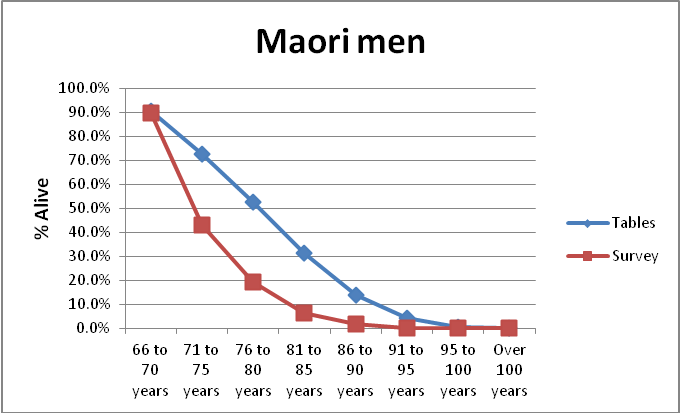 Maori men
% Alive
100.0%
90.0%
80.0%
70.0%
60.0%
50.0%
40.0%
30.0%
20.0%
10.0%
0.0%
66 to 70 years
71 to 75 years
76 to 80 years
81 to 85 years
86 to 90 years
91 to 95 years
95 to 100 years
Over 100 years
Tables
Survey